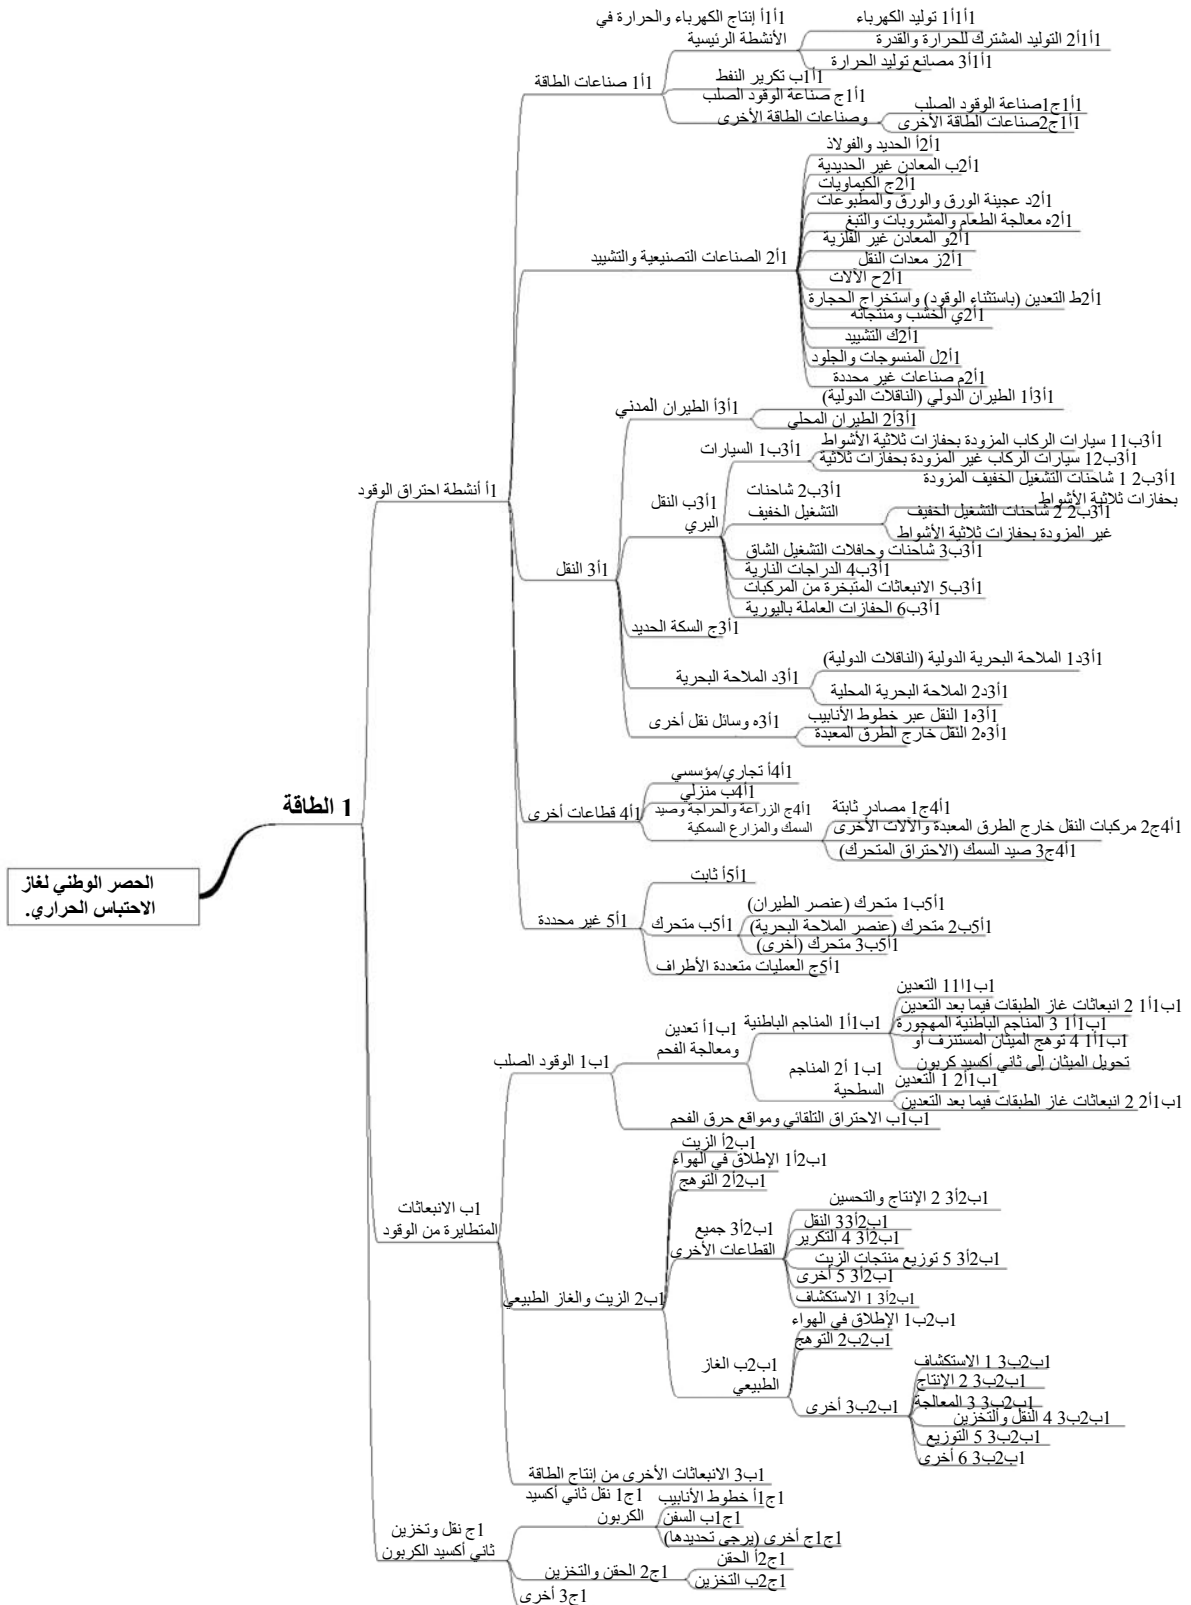 1أ1أ إنتاج الكهرباء والحرارة في
الأنشطة الرئيسية
1أ1أ1 توليد الكهرباء
1أ1أ2 التوليد المشترك للحرارة والقدرة
1أ1أ3 مصانع توليد الحرارة
1أ1 صناعات الطاقة
1أ1ب تكرير النفط
1أ1ج صناعة الوقود الصلب
وصناعات الطاقة الأخرى
1أ1ج1صناعة الوقود الصلب
1أ1ج2صناعات الطاقة الأخرى
1أ2أ الحديد والفولاذ
1أ2ب المعادن غير الحديدية
1أ2ج الكيماويات
1أ2د عجينة الورق والورق والمطبوعات
1أ2ه معالجة الطعام والمشروبات والتبغ
1أ2و المعادن غير الفلزية
1أ2 الصناعات التصنيعية والتشييد
1أ2ز معدات النقل
1أ2ح الآلات
1أ2ط التعدين (باستثناء الوقود) واستخراج الحجارة
1أ2ي الخشب ومنتجاته
1أ2ك التشييد
1أ2ل المنسوجات والجلود
1أ2م صناعات غير محددة
1أ3أ الطيران المدني
1أ3أ1 الطيران الدولي (الناقلات الدولية)
1أ3أ2 الطيران المحلي
1أ3ب1 السيارات
1أ3ب11 سيارات الركاب المزودة بحفازات ثلاثية الأشواط
1أ3ب12 سيارات الركاب غير المزودة بحفازات ثلاثية
1أ أنشطة احتراق الوقود
1أ3ب النقل
البري
1أ3ب2 شاحنات
التشغيل الخفيف
1أ3ب2 1 شاحنات التشغيل الخفيف المزودة
بحفازات ثلاثية الأشواط
1أ3ب2 2 شاحنات التشغيل الخفيف
غير المزودة بحفازات ثلاثية الأشواط
1أ3ب3 شاحنات وحافلات التشغيل الشاق
1أ3 النقل
1أ3ب4 الدراجات النارية
1أ3ب5 الانبعاثات المتبخرة من المركبات
1أ3ب6 الحفازات العاملة باليورية
1أ3ج السكة الحديد
1أ3د الملاحة البحرية
1أ3د1 الملاحة البحرية الدولية (الناقلات الدولية)
1أ3د2 الملاحة البحرية المحلية
1أ3ه وسائل نقل أخرى
1أ3ه1 النقل عبر خطوط الأنابيب
1أ3ه2 النقل خارج الطرق المعبدة
1 الطاقة
1أ4 قطاعات أخرى
1أ4أ تجاري/مؤسسي
1أ4ب منزلي
1أ4ج الزراعة والحراجة وصيد
السمك والمزارع السمكية
1أ4ج1 مصادر ثابتة
1أ4ج2 مركبات النقل خارج الطرق المعبدة والآلات الأخرى
1أ4ج3 صيد السمك (الاحتراق المتحرك)
الحصر الوطني لغاز
الاحتباس الحراري.
1أ5 غير محددة
1أ5أ ثابت
1أ5ب متحرك
1أ5ب1 متحرك (عنصر الطيران)
1أ5ب2 متحرك (عنصر الملاحة البحرية)
1أ5ب3 متحرك (أخرى)
1أ5ج العمليات متعددة الأطراف
1ب1 الوقود الصلب
1ب1أ تعدين
ومعالجة الفحم
1ب1أ1 المناجم الباطنية
1ب1أ11 التعدين
1ب1أ1 2 انبعاثات غاز الطبقات فيما بعد التعدين
1ب1أ1 3 المناجم الباطنية المهجورة
1ب1أ1 4 توهج الميثان المستنزف أو
تحويل الميثان إلى ثاني أكسيد كربون
1ب1 أ2 المناجم
السطحية
1ب1أ2 1 التعدين
1ب1أ2 2 انبعاثات غاز الطبقات فيما بعد التعدين
1ب1ب الاحتراق التلقائي ومواقع حرق الفحم
1ب الانبعاثات
المتطايرة من الوقود
1ب2أ الزيت
1ب2أ1 الإطلاق في الهواء
1ب2أ2 التوهج
1ب2أ3 جميع
القطاعات الأخرى
1ب2أ3 2 الإنتاج والتحسين
1ب2أ33 النقل
1ب2أ3 4 التكرير
1ب2أ3 5 توزيع منتجات الزيت
1ب2أ3 5 أخرى
1ب2أ3 1 الاستكشاف
1ب2 الزيت والغاز الطبيعي
1ب2ب الغاز
الطبيعي
1ب2ب1 الإطلاق في الهواء
1ب2ب2 التوهج
1ب2ب3 أخرى
1ب2ب3 1 الاستكشاف
1ب2ب3 2 الإنتاج
1ب2ب3 3 المعالجة
1ب2ب3 4 النقل والتخزين
1ب2ب3 5 التوزيع
1ب2ب3 6 أخرى
1ب3 الانبعاثات الأخرى من إنتاج الطاقة
1ج نقل وتخزين
ثاني أكسيد الكربون
1ج1 نقل ثاني أكسيد
الكربون
1ج1أ خطوط الأنابيب
1ج1ب السفن
1ج1ج أخرى (يرجى تحديدها)
1ج2 الحقن والتخزين
1ج2أ الحقن
1ج2ب التخزين
1ج3 أخرى